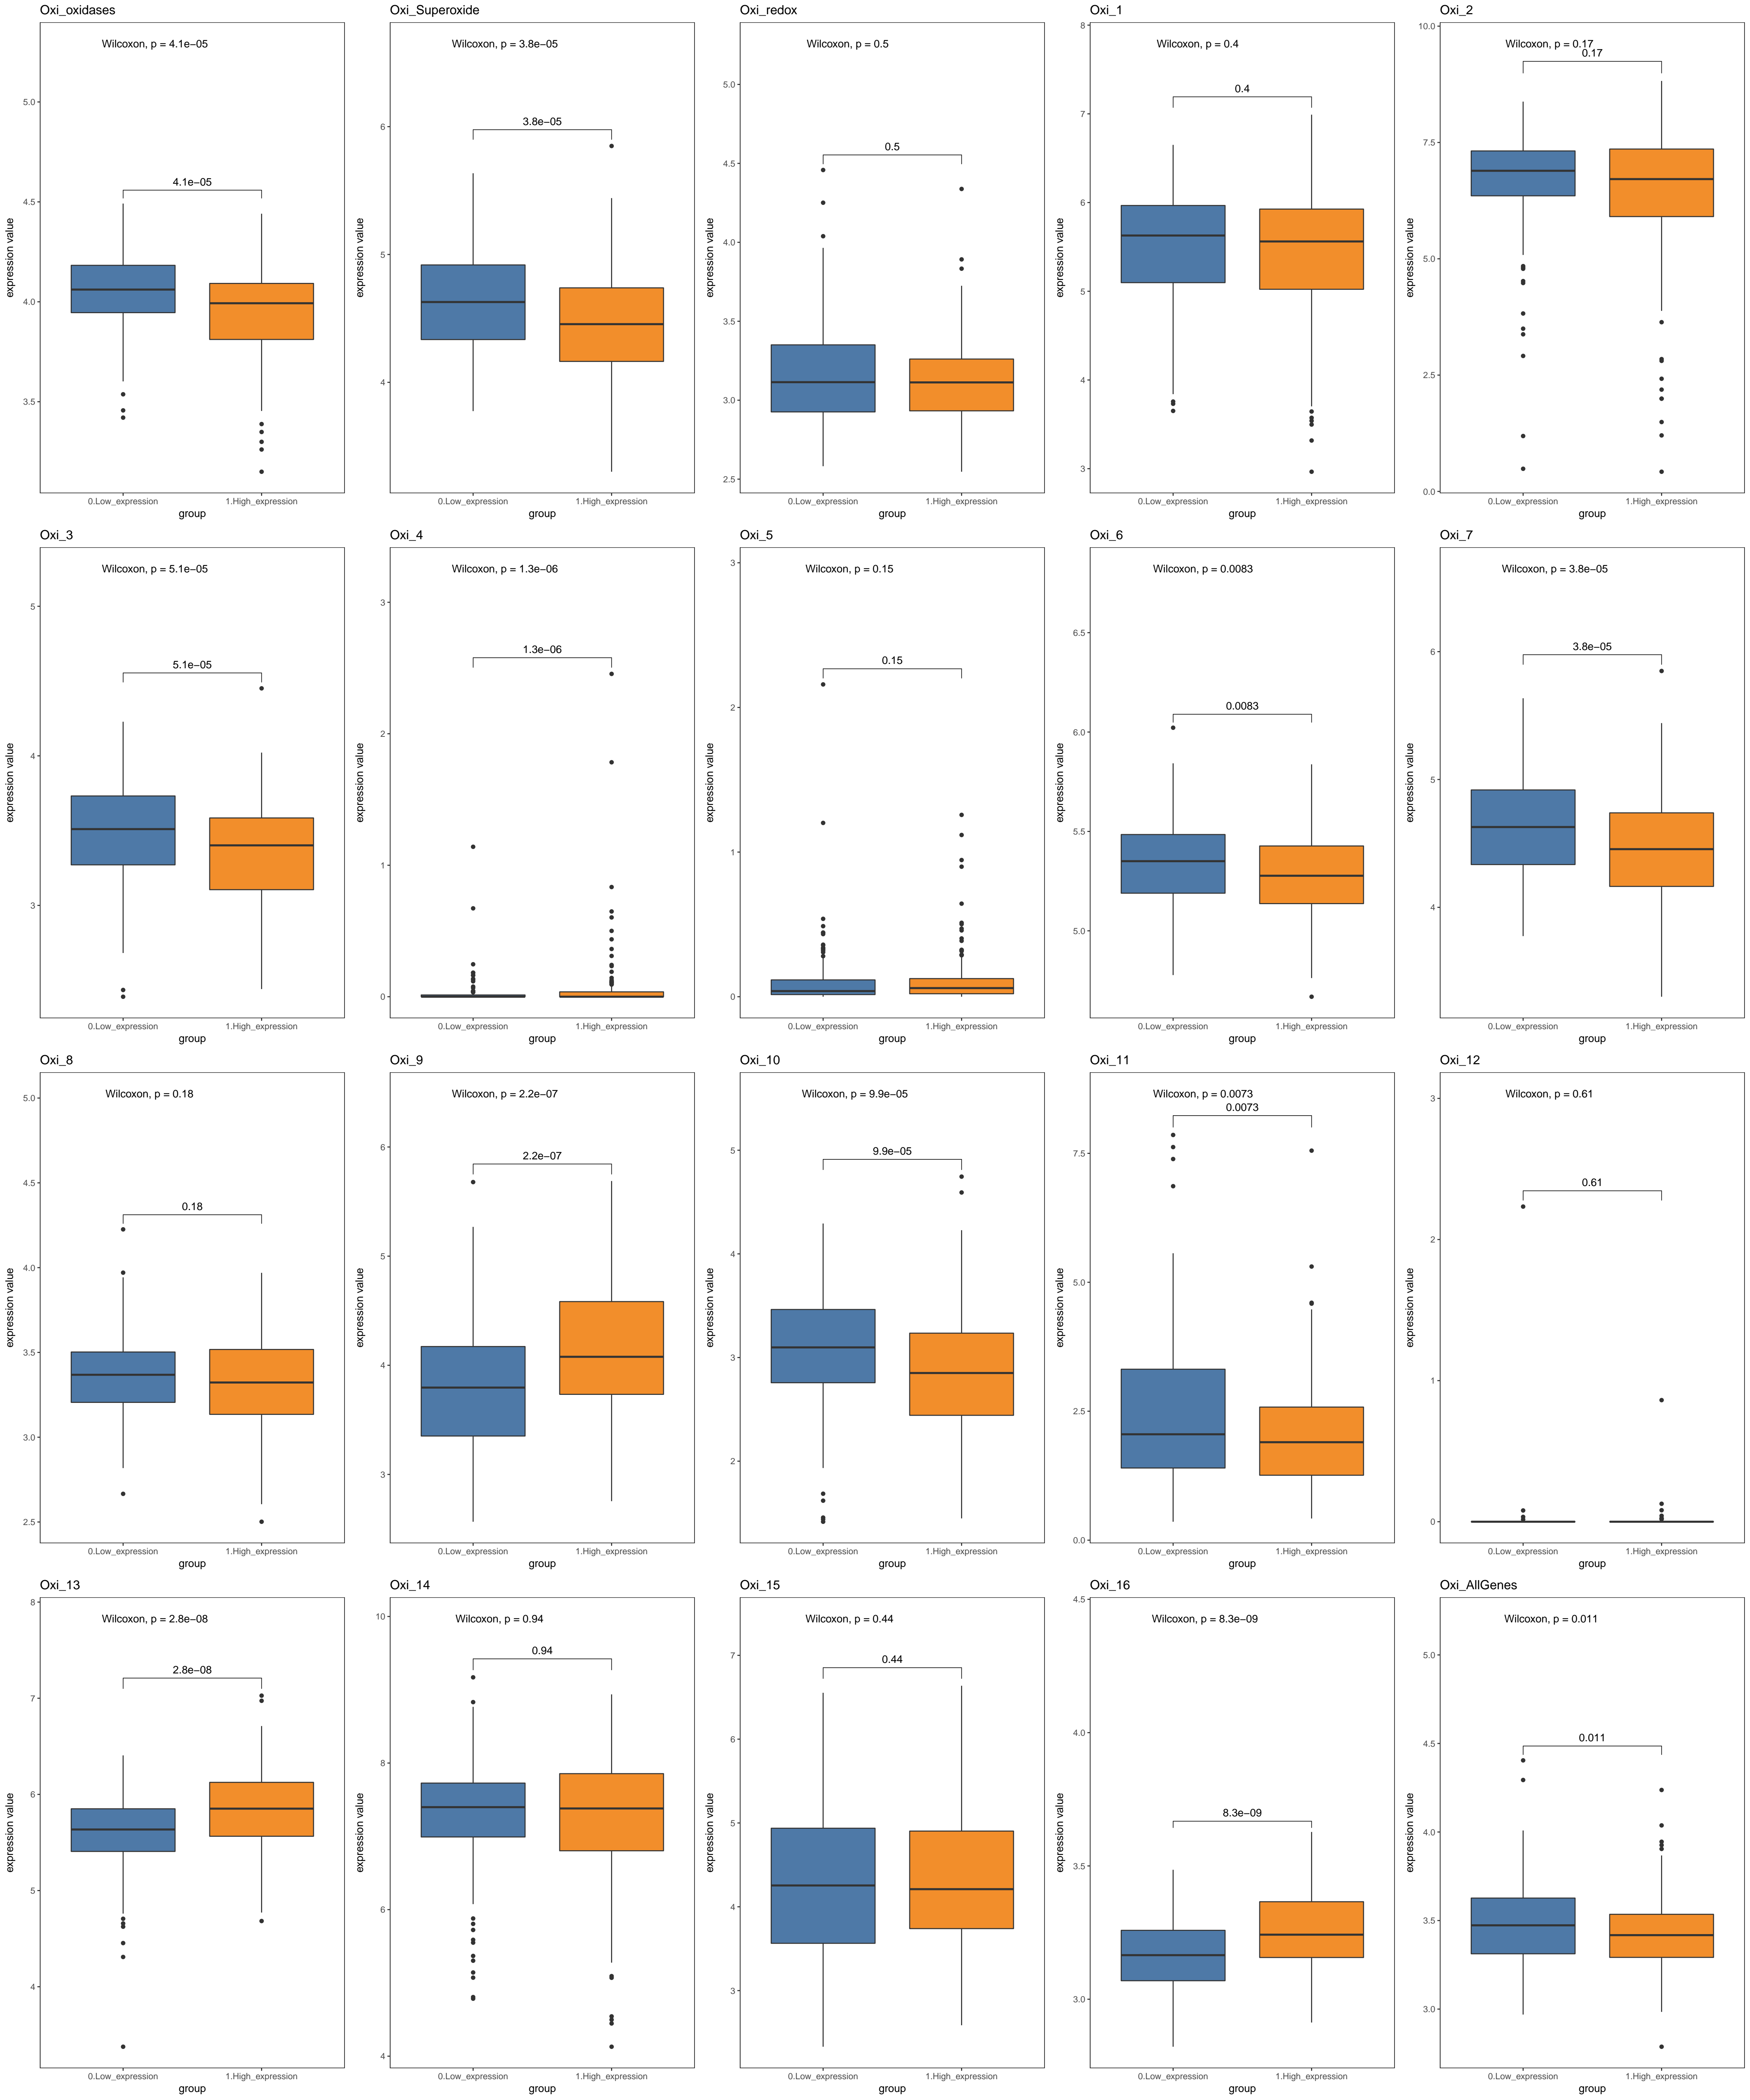 Oxi_oxidases
Wilcoxon, p = 4.1e−05
4.1e−05
5.0
4.5
4.0
3.5
expression value
0.Low_expression
1.High_expression
group
Oxi_Superoxide
Wilcoxon, p = 3.8e−05
3.8e−05
6
5
4
expression value
0.Low_expression
1.High_expression
group
Oxi_redox
Wilcoxon, p = 0.5
0.5
5.0
4.5
4.0
3.5
3.0
2.5
expression value
0.Low_expression
1.High_expression
group
Oxi_1
Wilcoxon, p = 0.4
0.4
8
7
6
5
4
3
expression value
0.Low_expression
1.High_expression
group
Oxi_2
Wilcoxon, p = 0.17
0.17
10.0
7.5
5.0
2.5
0.0
expression value
0.Low_expression
1.High_expression
group
Oxi_3
Wilcoxon, p = 5.1e−05
5.1e−05
5
4
3
expression value
0.Low_expression
1.High_expression
group
Oxi_4
Wilcoxon, p = 1.3e−06
1.3e−06
3
2
1
0
expression value
0.Low_expression
1.High_expression
group
Oxi_5
Wilcoxon, p = 0.15
0.15
3
2
1
0
expression value
0.Low_expression
1.High_expression
group
Oxi_6
Wilcoxon, p = 0.0083
0.0083
6.5
6.0
5.5
5.0
expression value
0.Low_expression
1.High_expression
group
Oxi_7
Wilcoxon, p = 3.8e−05
3.8e−05
6
5
4
expression value
0.Low_expression
1.High_expression
group
Oxi_8
Wilcoxon, p = 0.18
0.18
5.0
4.5
4.0
3.5
3.0
2.5
expression value
0.Low_expression
1.High_expression
group
Oxi_9
Wilcoxon, p = 2.2e−07
2.2e−07
6
5
4
3
expression value
0.Low_expression
1.High_expression
group
Oxi_10
Wilcoxon, p = 9.9e−05
9.9e−05
5
4
3
2
expression value
0.Low_expression
1.High_expression
group
Oxi_11
Wilcoxon, p = 0.0073
0.0073
7.5
5.0
2.5
0.0
expression value
0.Low_expression
1.High_expression
group
Oxi_12
Wilcoxon, p = 0.61
0.61
3
2
1
0
expression value
0.Low_expression
1.High_expression
group
Oxi_13
Wilcoxon, p = 2.8e−08
2.8e−08
8
7
6
5
4
expression value
0.Low_expression
1.High_expression
group
Oxi_14
Wilcoxon, p = 0.94
0.94
10
8
6
4
expression value
0.Low_expression
1.High_expression
group
Oxi_15
Wilcoxon, p = 0.44
0.44
7
6
5
4
3
expression value
0.Low_expression
1.High_expression
group
Oxi_16
Wilcoxon, p = 8.3e−09
8.3e−09
4.5
4.0
3.5
3.0
expression value
0.Low_expression
1.High_expression
group
Oxi_AllGenes
Wilcoxon, p = 0.011
0.011
5.0
4.5
4.0
3.5
3.0
expression value
0.Low_expression
1.High_expression
group